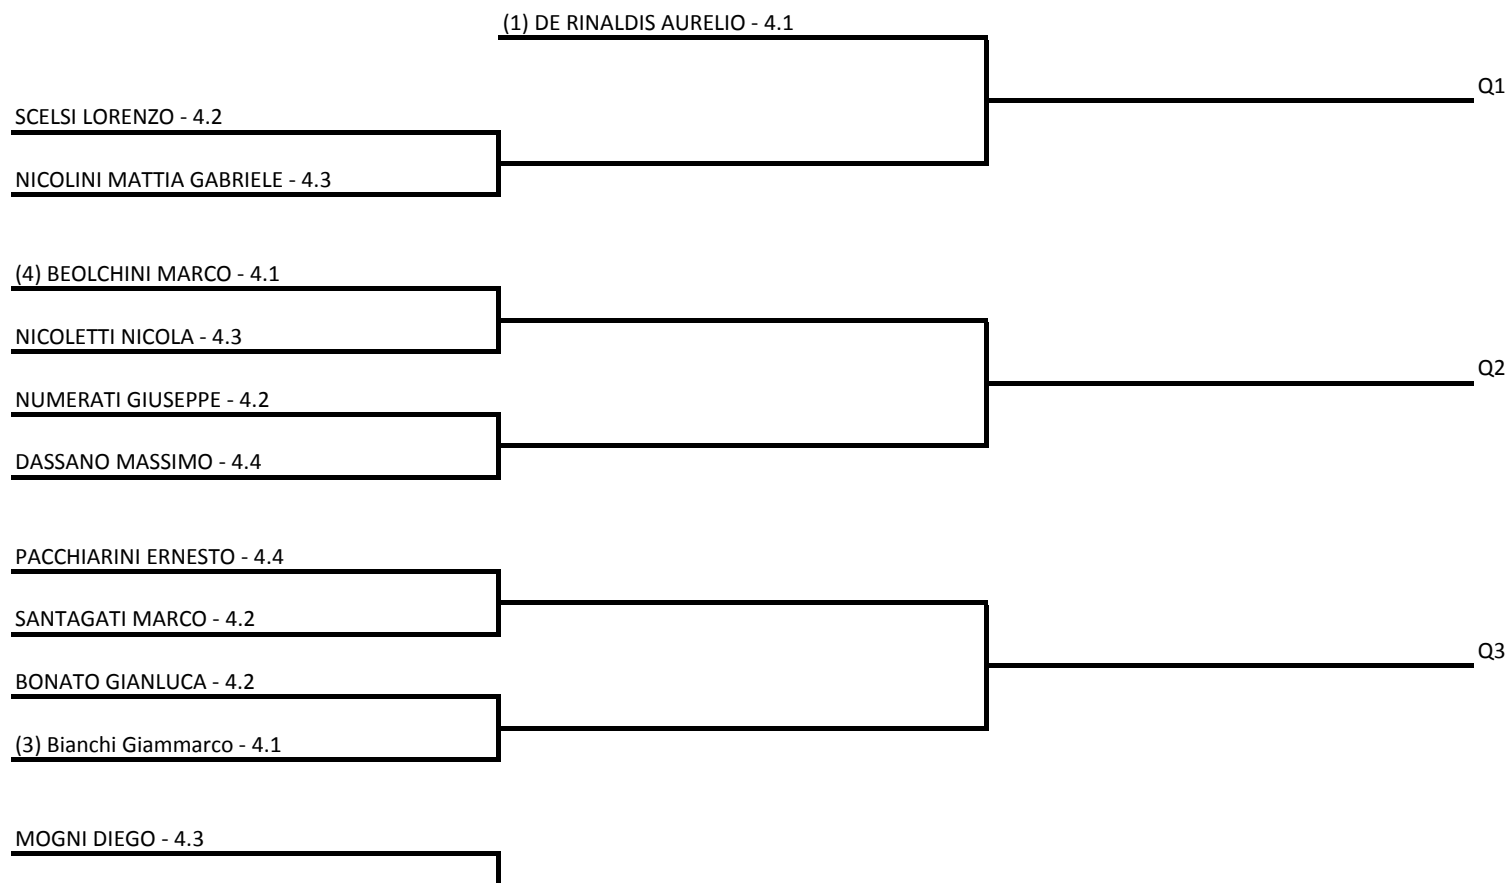 (1) DE RINALDIS AURELIO - 4.1
Q1
SCELSI LORENZO - 4.2
NICOLINI MATTIA GABRIELE - 4.3
(4) BEOLCHINI MARCO - 4.1
NICOLETTI NICOLA - 4.3
Q2
NUMERATI GIUSEPPE - 4.2
DASSANO MASSIMO - 4.4
PACCHIARINI ERNESTO - 4.4
SANTAGATI MARCO - 4.2
Q3
BONATO GIANLUCA - 4.2
(3) Bianchi Giammarco - 4.1
MOGNI DIEGO - 4.3